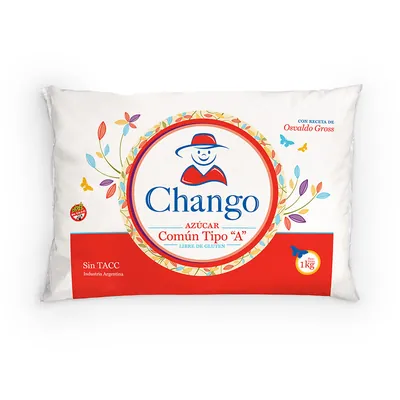 CON RECETA DE
Osvaldo Gross
Chango
AZÚCAR
Común Tipo "A"
LIBRE DE GLUTEN
Sin TACC
Industria Argentina
1kg